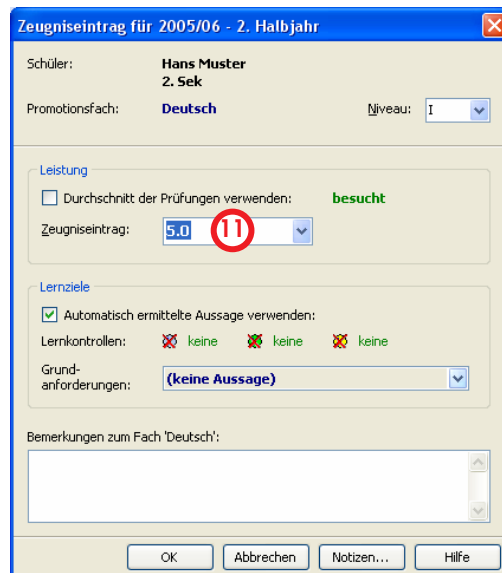 Zeugniseintrag für 2005/06 - 2. Halbjahr
Schüler: Hans Muster
2. Sek
Promotionsfach: Deutsch Niveau: I
Leistung
Durchschnitt der Prüfungen verwenden: besucht
Zeugniseintrag: 5.0 11
Lernziele
Automatisch ermittelte Aussage verwenden:
Lernkontrollen: keine keine keine
Grund-
anforderungen: (keine Aussage)
Bemerkungen zum Fach 'Deutsch':
OK Abbrechen Notizen... Hilfe